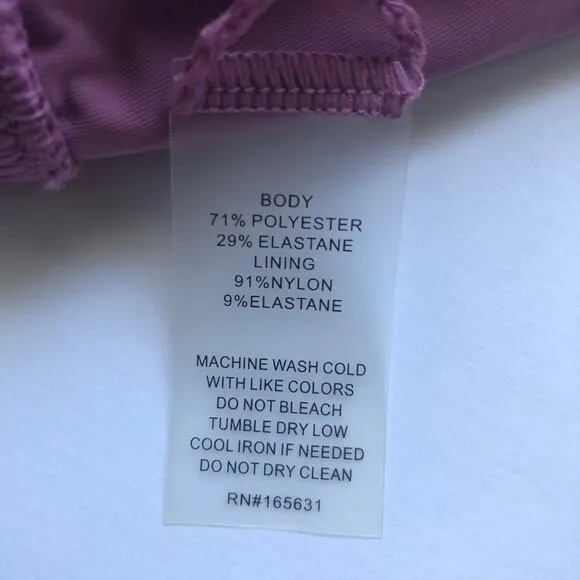 BODY
71% POLYESTER
29% ELASTANE
LINING
91%NYLON
9%ELASTANE
MACHINE WASH COLD
WITH LIKE COLORS
DO NOT BLEACH
TUMBLE DRY LOW
COOL IRON IF NEEDED
DO NOT DRY CLEAN
RN#165631